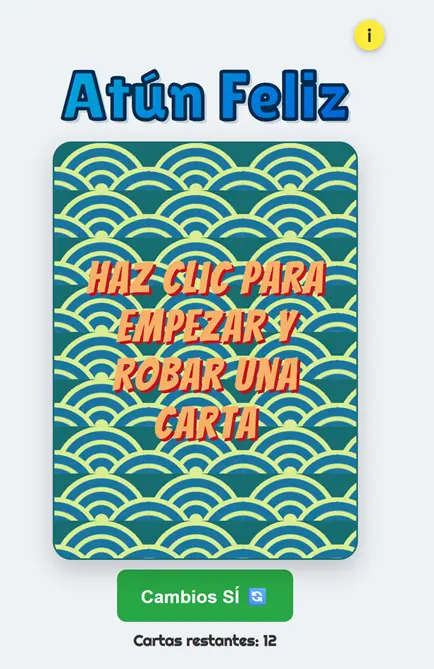 i
Atún Feliz
HAZ CLIC PARA
EMPEZAR Y
ROBAR UNA
CARTA
Cambios SÍ 🔄
Cartas restantes: 12